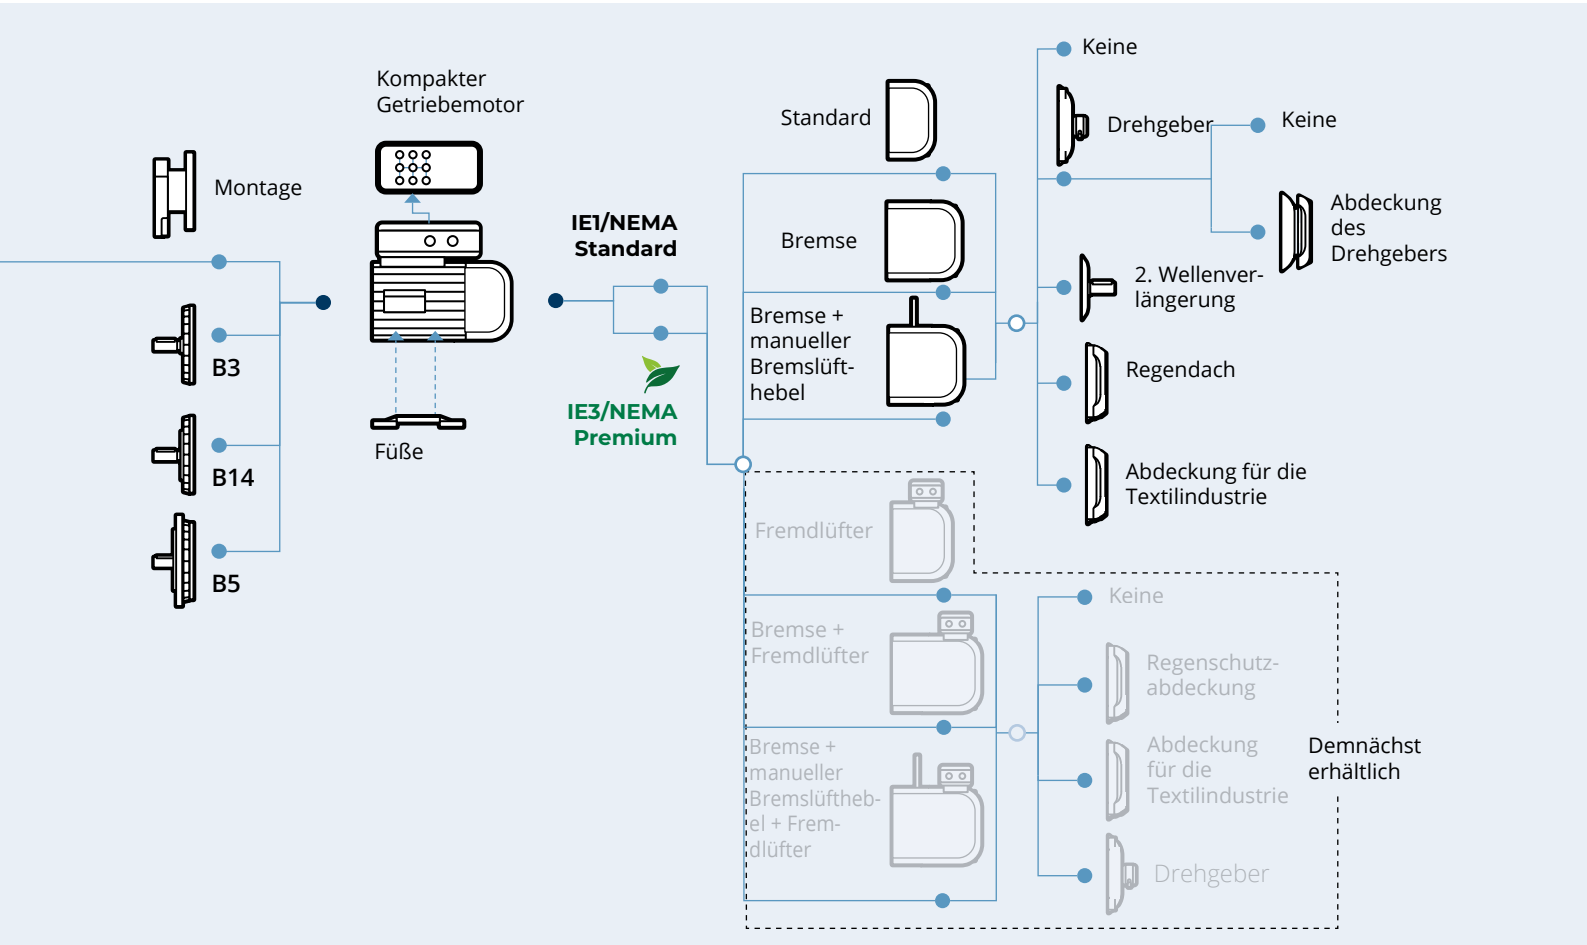 Kompakter
Getriebemotor
Montage
B3
B14
B5
Füße
IE1/NEMA
Standard
IE3/NEMA
Premium
Standard
Bremse
Bremse +
manueller
Bremslüft-
hebel
Keine
Drehgeber
Keine
Abdeckung
des
Drehgebers
2. Wellenver-
längerung
Regendach
Abdeckung für die
Textilindustrie
Fremdlüfter
Bremse +
Fremdlüfter
Bremse +
manueller
Bremslüftheb-
el + Frem-
dlüfter
Keine
Regenschutz-
abdeckung
Abdeckung
für die
Textilindustrie
Drehgeber
Demnächst
erhältlich